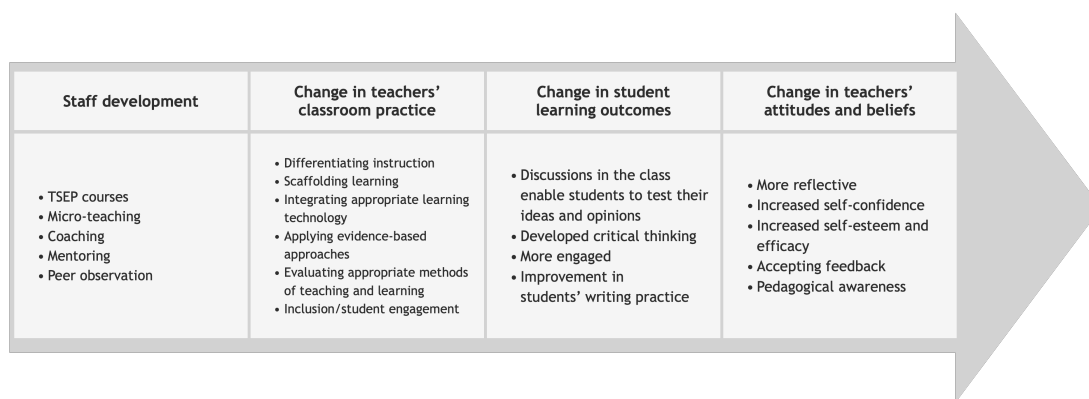 Staff development
Change in teachers'
classroom practice
Change in student
learning outcomes
Change in teachers'
attitudes and beliefs
• TSEP courses
• Micro-teaching
• Coaching
• Mentoring
• Peer observation
• Differentiating instruction
• Scaffolding learning
• Integrating appropriate learning
technology
• Applying evidence-based
approaches
• Evaluating appropriate methods
of teaching and learning
• Inclusion/student engagement
• Discussions in the class
enable students to test their
ideas and opinions
• Developed critical thinking
• More engaged
• Improvement in
students' writing practice
• More reflective
• Increased self-confidence
• Increased self-esteem and
efficacy
• Accepting feedback
• Pedagogical awareness